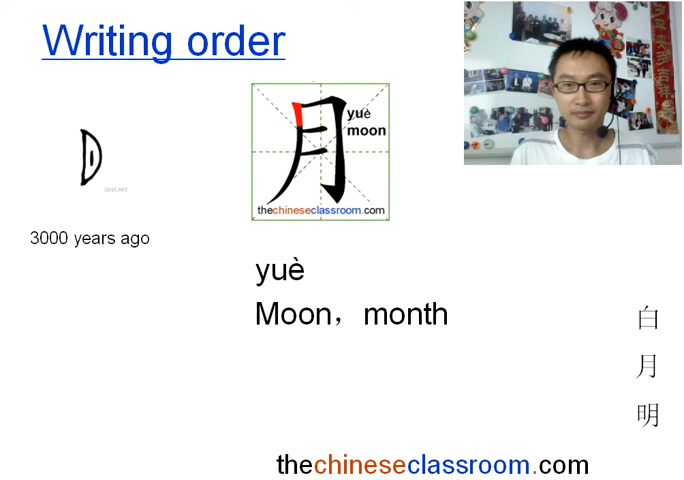 Writing order
月
yuè
moon
thechineseclassroom.com
3000 years ago
yuè
Moon，month
白
月
明
thechineseclassroom.com